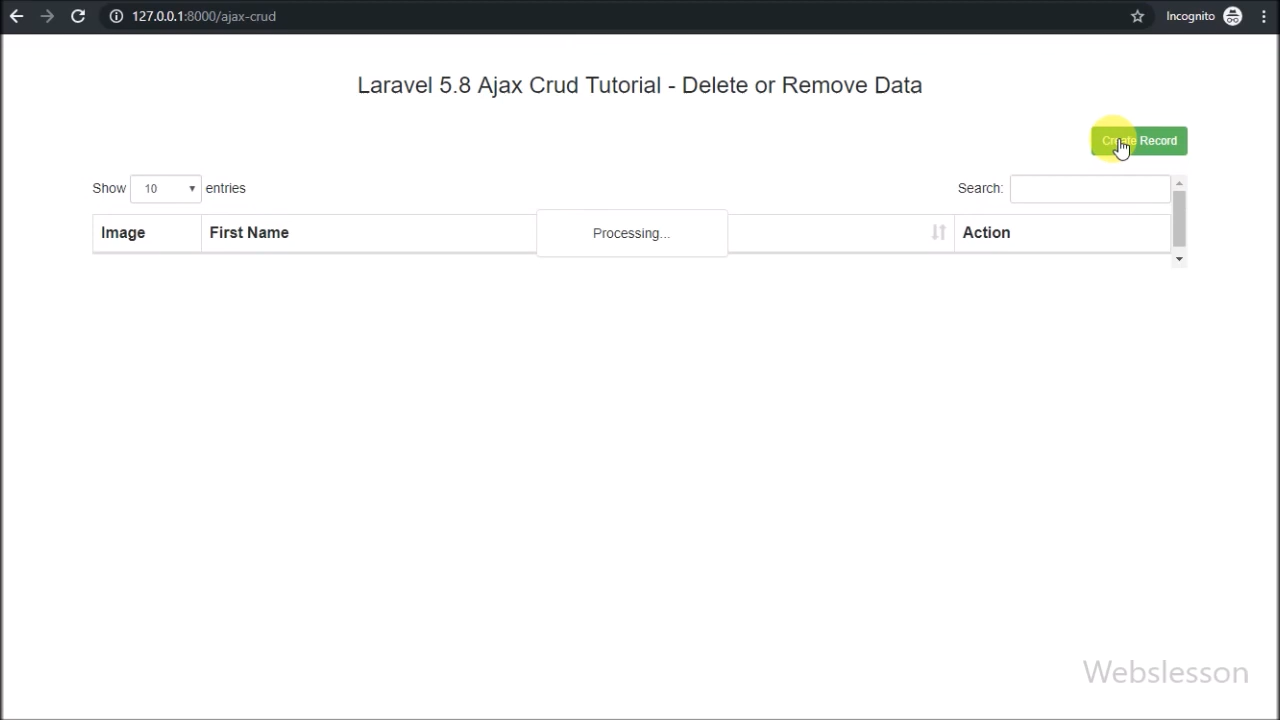 127.0.0.1:8000/ajax-crud
Incognito
Laravel 5.8 Ajax Crud Tutorial - Delete or Remove Data
Create Record
Show 10 entries
Search:
Image First Name Processing... Action
Webslesson